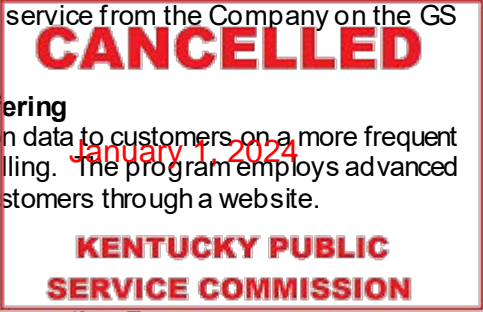 service from the Company on the GS
CANCELLED
fering
n data to customers on a more frequent
January 1, 2024
lling. The program employs advanced
stomers through a website.
KENTUCKY PUBLIC
SERVICE COMMISSION